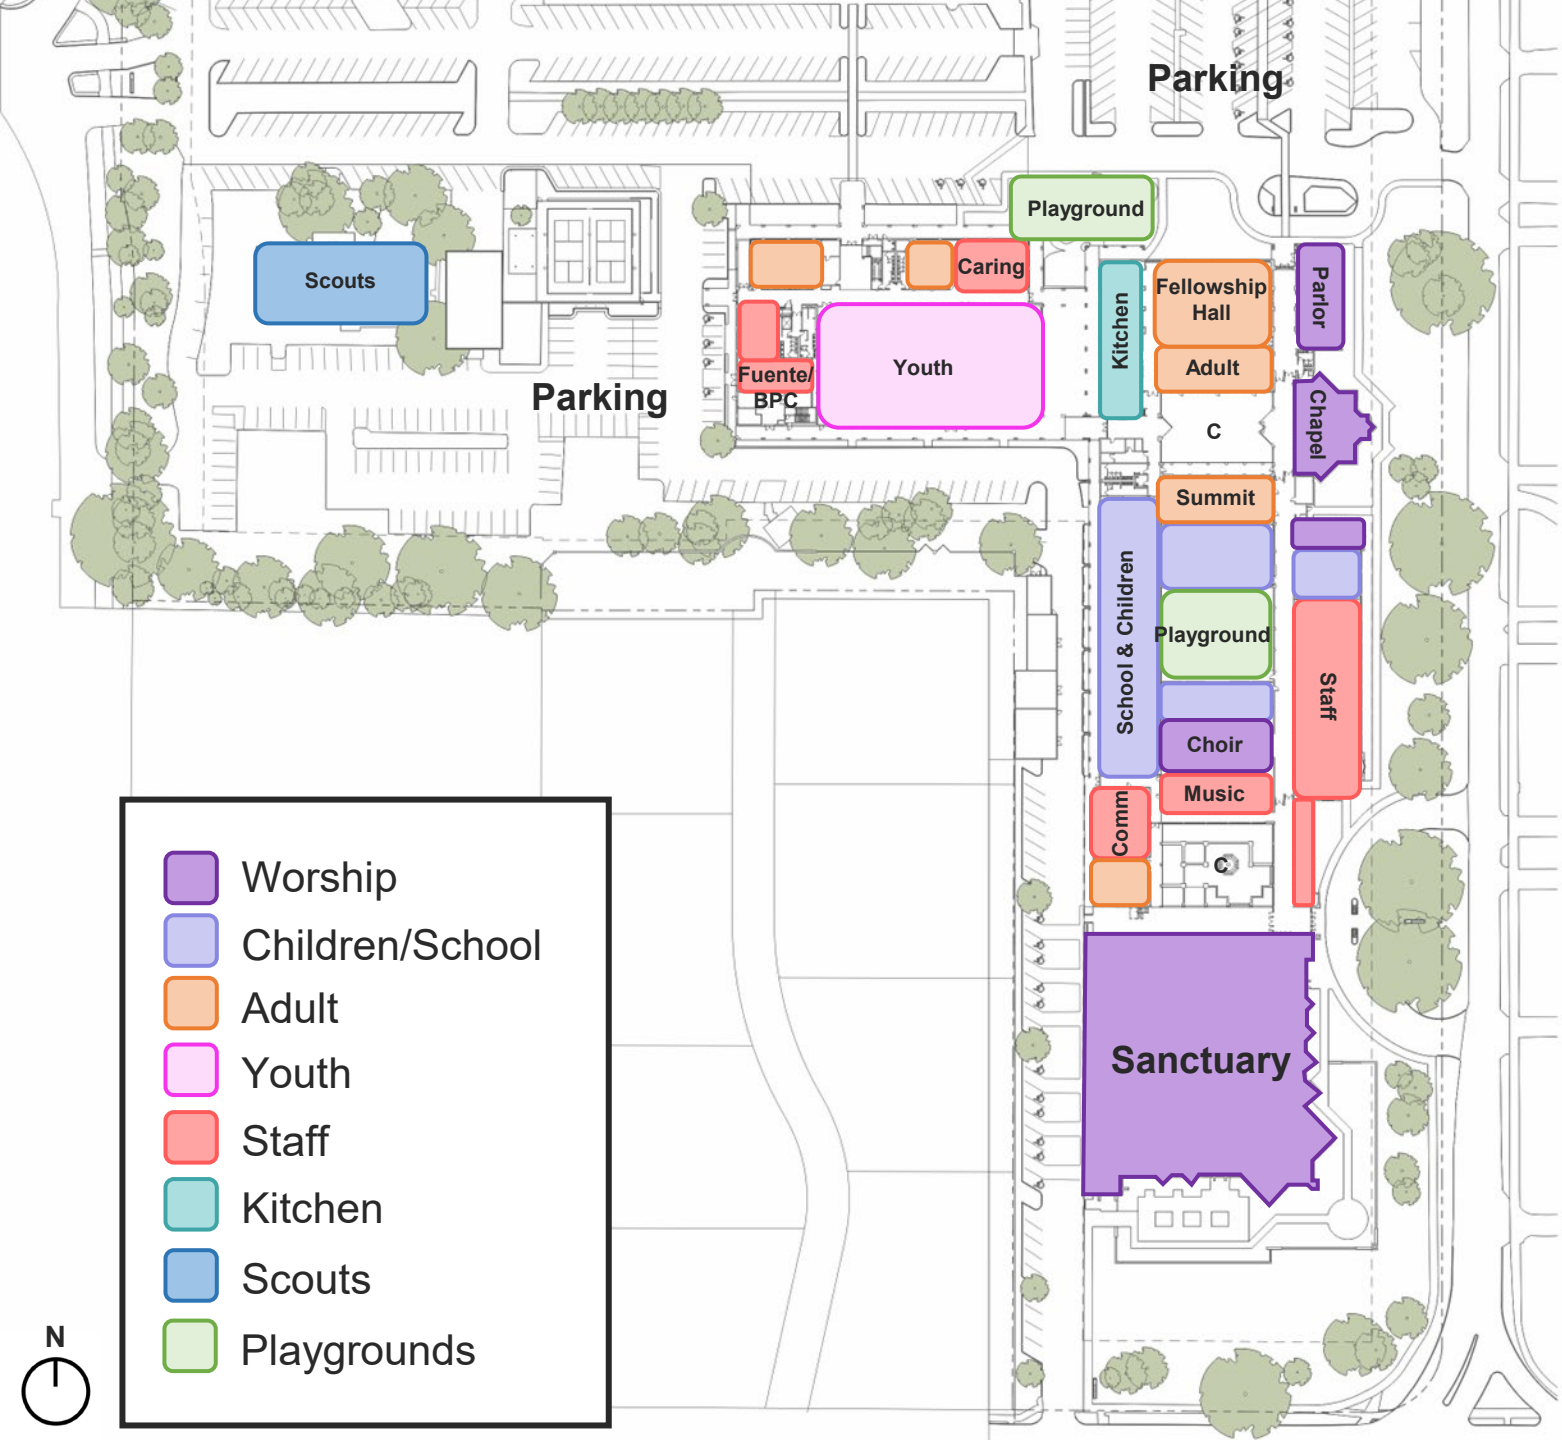 Parking
Playground
Caring
Fellowship
Hall
Parlor
Scouts
Kitchen
Youth
Adult
Fuente/
BPC
Parking
Chapel
C
Summit
School & Children
Playground
Staff
Choir
Music
Comm
C
Sanctuary
Worship
Children/School
Adult
Youth
Staff
Kitchen
Scouts
Playgrounds
N